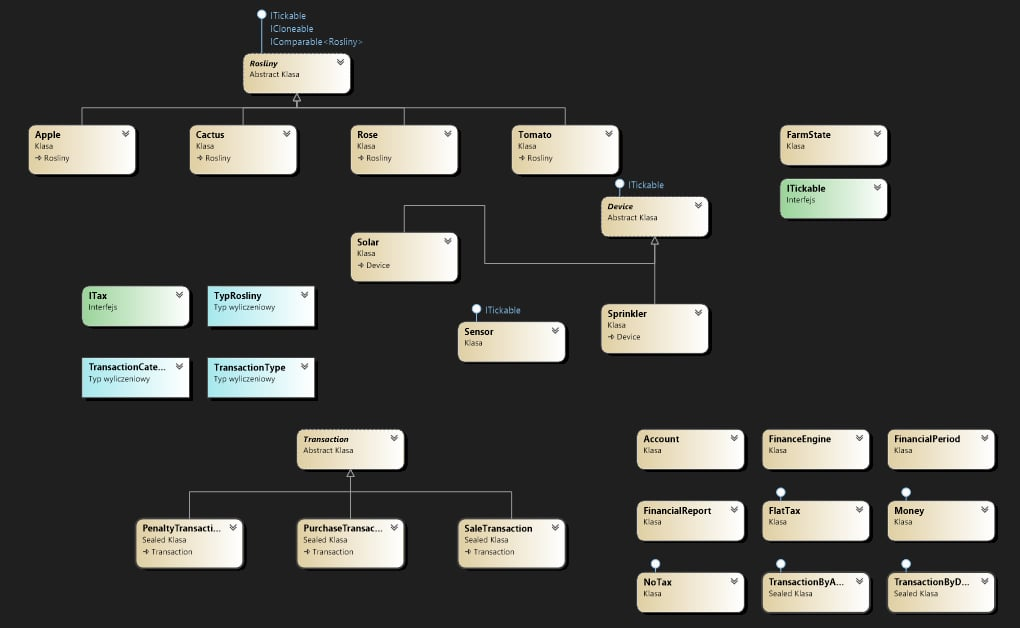 ITickable
ICloneable
IComparable<Rosliny>
Rosliny
Abstract Klasa
Apple
Klasa
Rosliny
Cactus
Klasa
Rosliny
Rose
Klasa
Rosliny
Tomato
Klasa
Rosliny
FarmState
Klasa
ITickable
Interfejs
ITickable
Device
Abstract Klasa
Solar
Klasa
Device
ITax
Interfejs
TypRosliny
Typ wyliczeniowy
ITickable
Sensor
Klasa
Sprinkler
Klasa
Device
TransactionCate...
Typ wyliczeniowy
TransactionType
Typ wyliczeniowy
Transaction
Abstract Klasa
PenaltyTransacti...
Sealed Klasa
Transaction
PurchaseTransac...
Sealed Klasa
Transaction
SaleTransaction
Sealed Klasa
Transaction
Account
Klasa
FinanceEngine
Klasa
FinancialPeriod
Klasa
FinancialReport
Klasa
FlatTax
Klasa
Money
Klasa
NoTax
Klasa
TransactionByA...
Sealed Klasa
TransactionByD...
Sealed Klasa